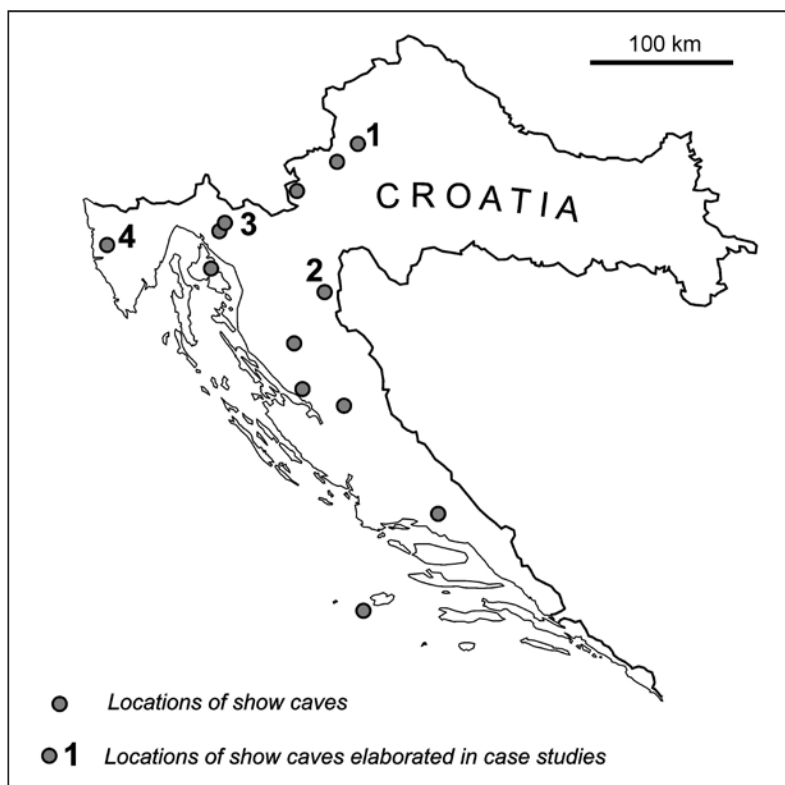 100 km
1
CROATIA
3
4
2
Locations of show caves
1 Locations of show caves elaborated in case studies